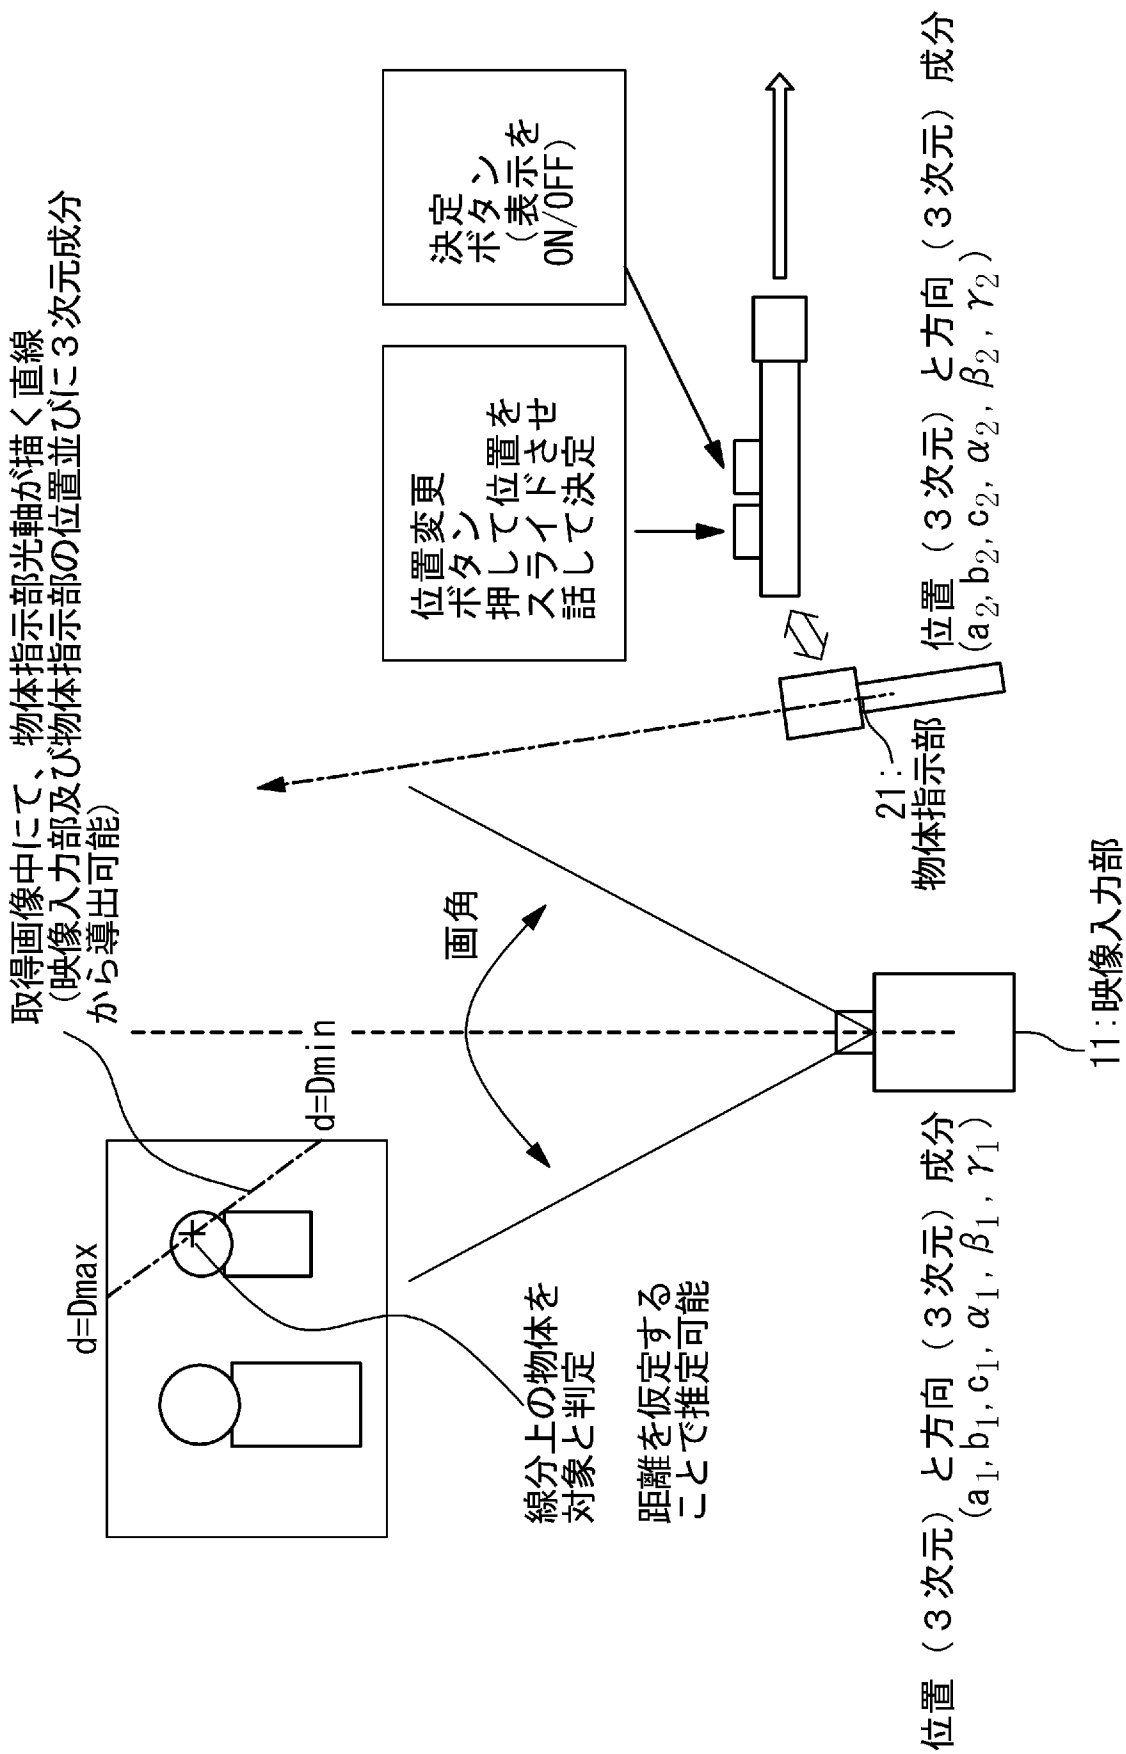 取得画像中にて、物体指示部光軸が描く直線
(映像入力部及び物体指示部の位置並びに３次元成分
から導出可能)
d=Dmax
d=Dmin
画角
線分上の物体を
対象と判定
距離を仮定する
ことで推定可能
位置変更
ボタン
押して位置を
スライドさせ
話して決定
決定
ボタン
(表示を
ON/OFF)
21:
物体指示部
11:映像入力部
位置（３次元）と方向（３次元）成分
(a₁, b₁, c₁, α₁, β₁, γ₁)
位置（３次元）と方向（３次元）成分
(a₂, b₂, c₂, α₂, β₂, γ₂)